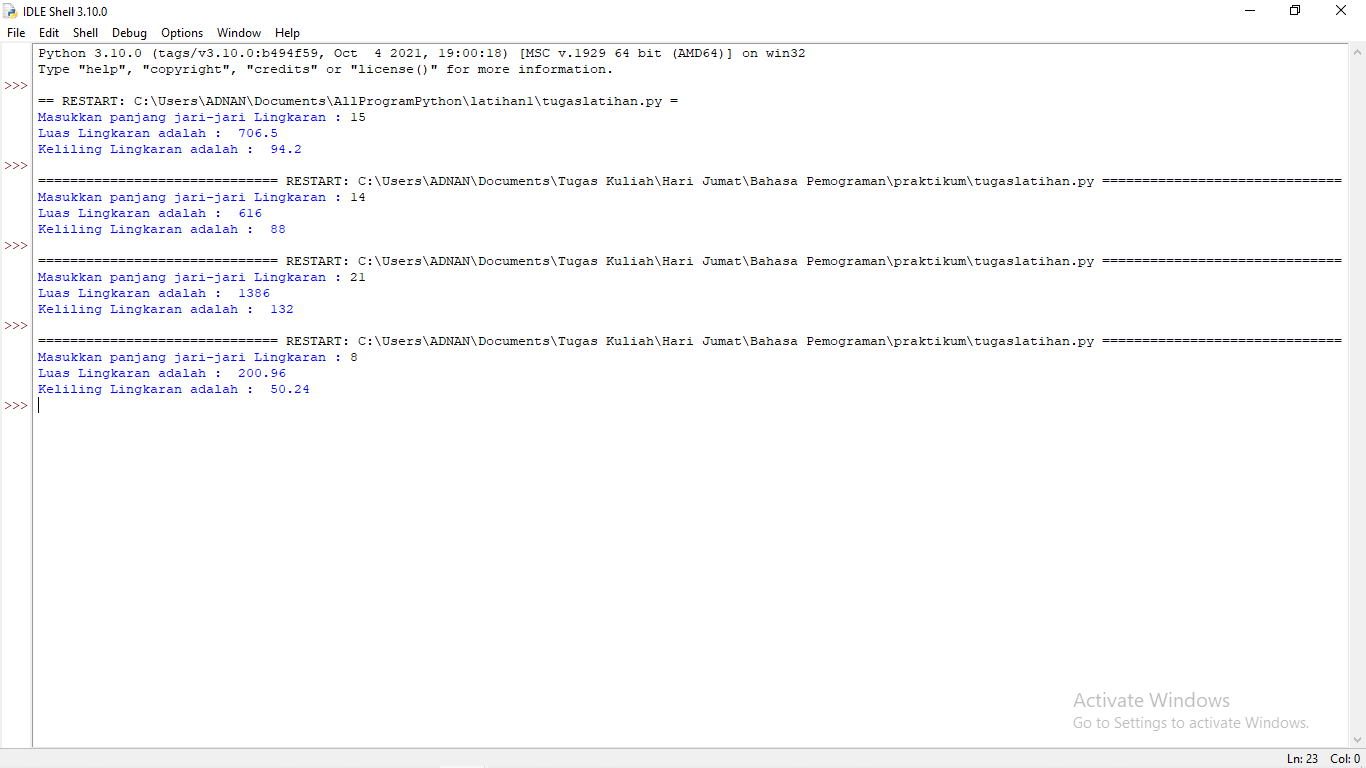 IDLE Shell 3.10.0
File Edit Shell Debug Options Window Help
Python 3.10.0 (tags/v3.10.0:b494f59, Oct  4 2021, 19:00:18) [MSC v.1929 64 bit (AMD64)] on win32
Type "help", "copyright", "credits" or "license()" for more information.
>>>
== RESTART: C:\Users\ADNAN\Documents\AllProgramPython\latihan1\tugaslatihan.py =
Masukkan panjang jari-jari Lingkaran : 15
Luas Lingkaran adalah :  706.5
Keliling Lingkaran adalah :  94.2
>>>
============================== RESTART: C:\Users\ADNAN\Documents\Tugas Kuliah\Hari Jumat\Bahasa Pemograman\praktikum\tugaslatihan.py ==============================
Masukkan panjang jari-jari Lingkaran : 14
Luas Lingkaran adalah :  616
Keliling Lingkaran adalah :  88
>>>
============================== RESTART: C:\Users\ADNAN\Documents\Tugas Kuliah\Hari Jumat\Bahasa Pemograman\praktikum\tugaslatihan.py ==============================
Masukkan panjang jari-jari Lingkaran : 21
Luas Lingkaran adalah :  1386
Keliling Lingkaran adalah :  132
>>>
============================== RESTART: C:\Users\ADNAN\Documents\Tugas Kuliah\Hari Jumat\Bahasa Pemograman\praktikum\tugaslatihan.py ==============================
Masukkan panjang jari-jari Lingkaran : 8
Luas Lingkaran adalah :  200.96
Keliling Lingkaran adalah :  50.24
>>>
Activate Windows
Go to Settings to activate Windows.
Ln: 23 Col: 0